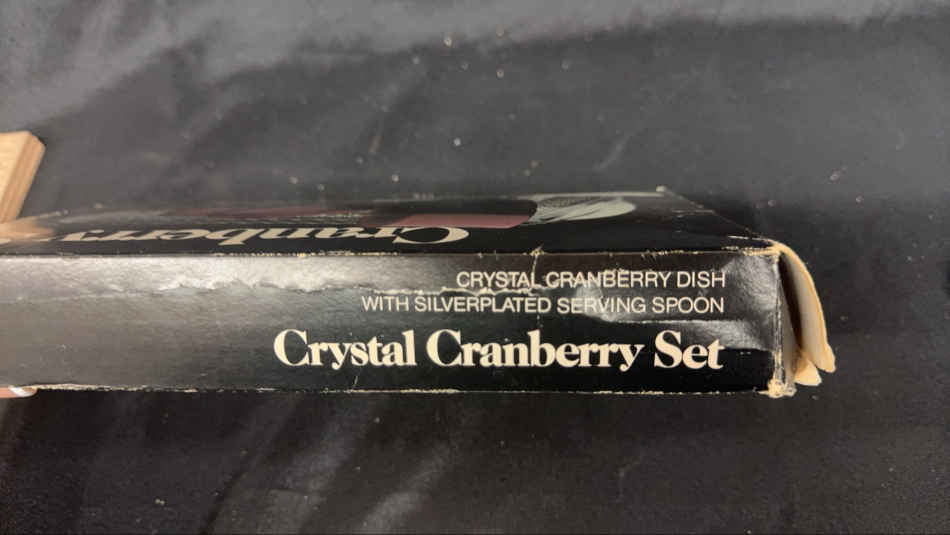 Cranberry
CRYSTAL CRANBERRY DISH
WITH SILVERPLATED SERVING SPOON
Crystal Cranberry Set